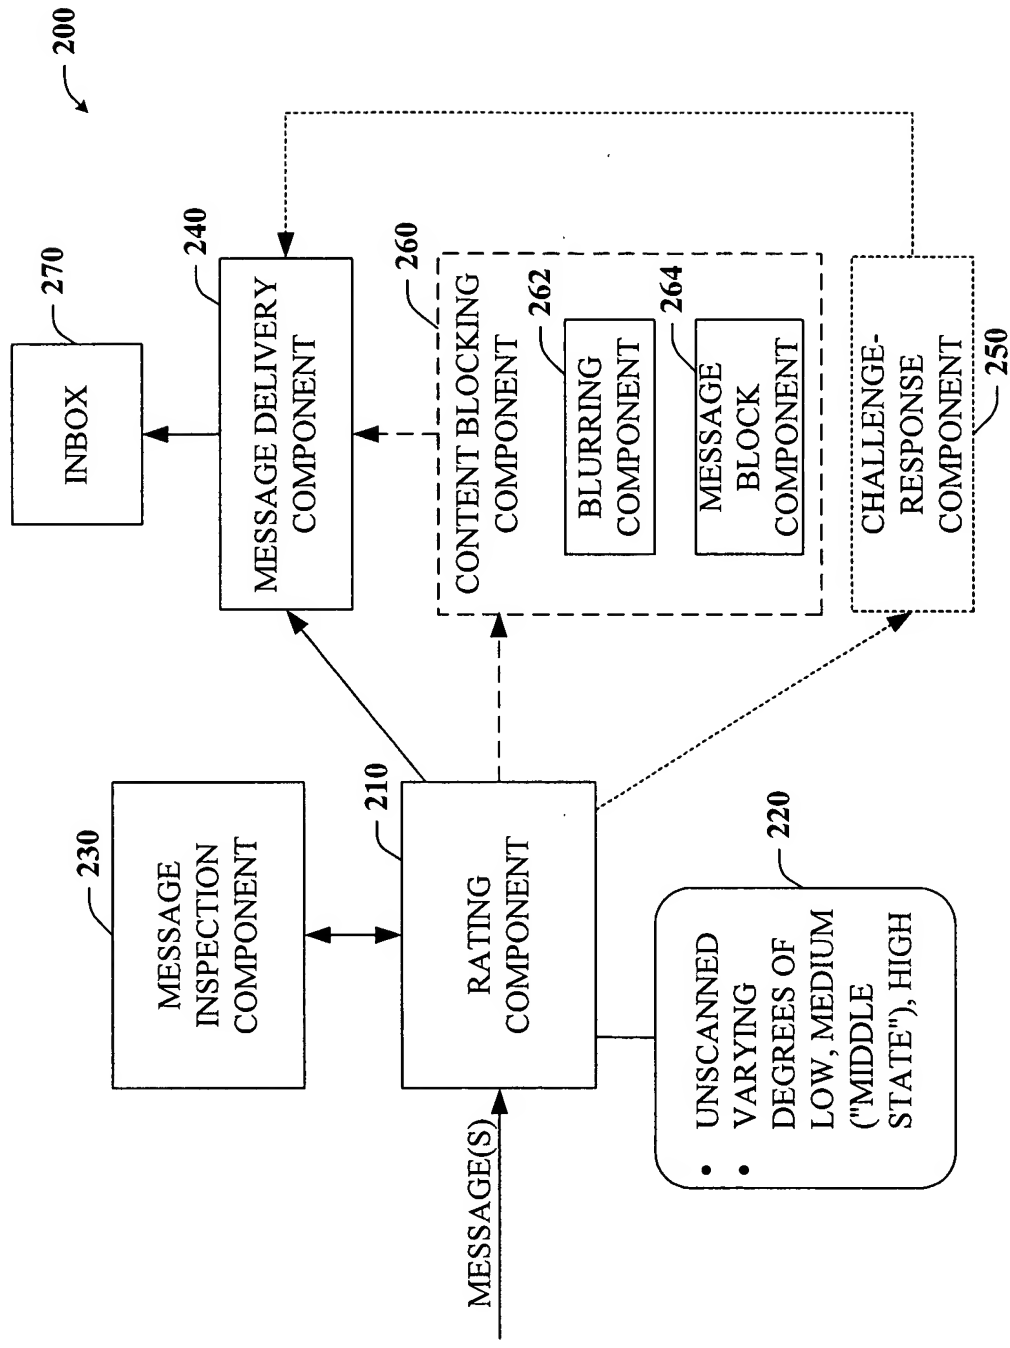 200
270
INBOX
240
MESSAGE DELIVERY
COMPONENT
260
CONTENT BLOCKING
COMPONENT
262
BLURRING
COMPONENT
264
MESSAGE
BLOCK
COMPONENT
CHALLENGE-
RESPONSE
COMPONENT
250
230
MESSAGE
INSPECTION
COMPONENT
210
RATING
COMPONENT
MESSAGE(S)
220
• UNSCANNED
• VARYING
DEGREES OF
LOW, MEDIUM
("MIDDLE
STATE"), HIGH